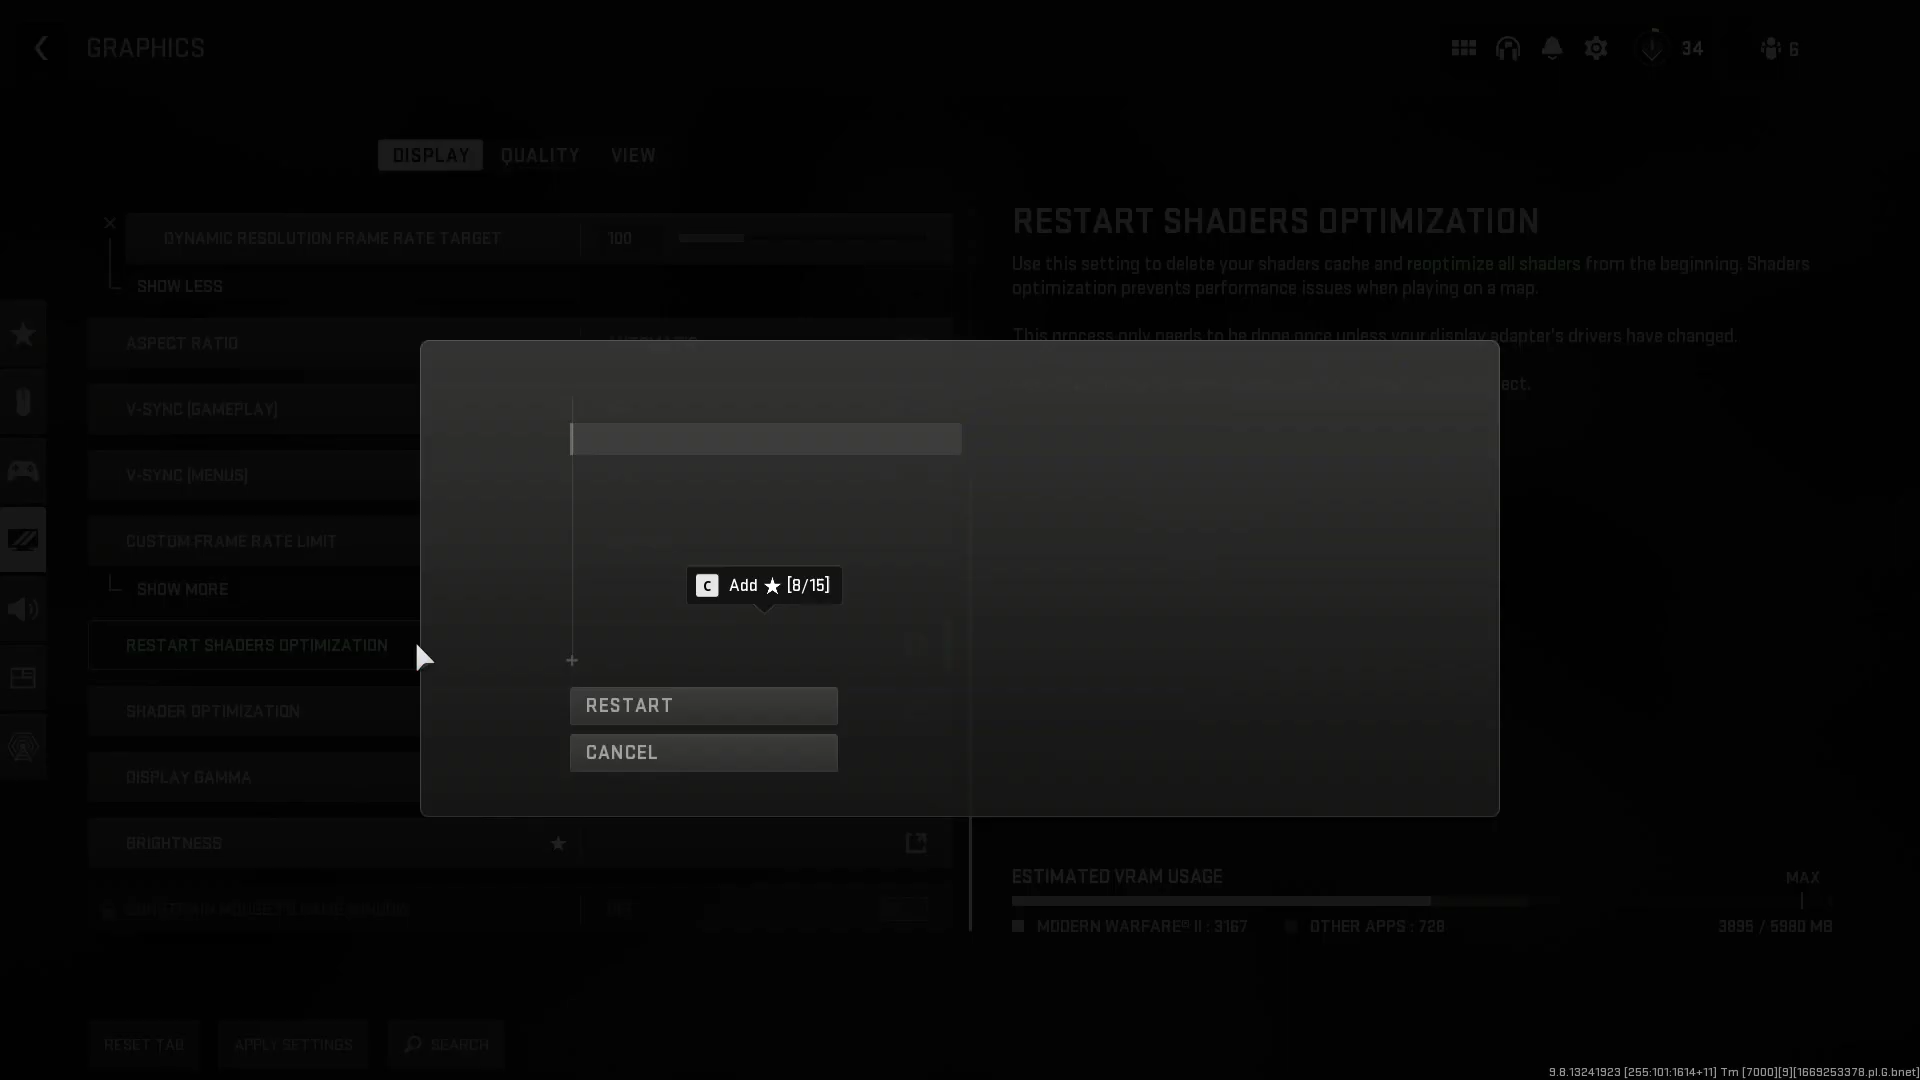 GRAPHICS
34
6
DISPLAY
QUALITY
VIEW
DYNAMIC RESOLUTION FRAME RATE TARGET
100
SHOW LESS
ASPECT RATIO
AUTOMATIC
V-SYNC (GAMEPLAY)
V-SYNC (MENUS)
CUSTOM FRAME RATE LIMIT
SHOW MORE
RESTART SHADERS OPTIMIZATION
SHADER OPTIMIZATION
DISPLAY GAMMA
BRIGHTNESS
RESTART SHADERS OPTIMIZATION
Use this setting to delete your shaders cache and reoptimize all shaders from the beginning. Shaders
optimization prevents performance issues when playing on a map.
This process only needs to be done once unless your display adapter's drivers have changed.
ect.
C Add ★ [8/15]
RESTART
CANCEL
ESTIMATED VRAM USAGE
MAX
MODERN WARFARE® II : 3167
OTHER APPS : 728
3895 / 5980 MB
RESET TAB
APPLY SETTINGS
SEARCH
9.8.13241923 [255:101:1614+11] Tm [7000][9][1669253378.pl.G.bnet]